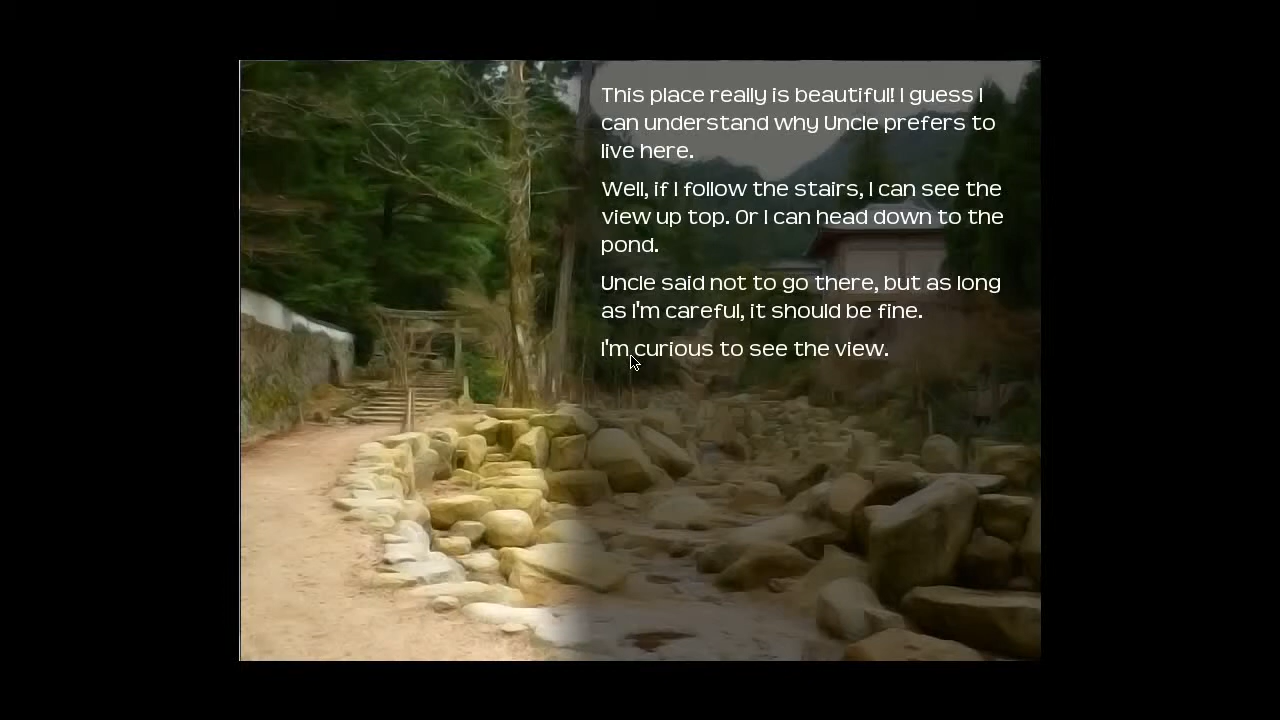 This place really is beautiful! I guess I
can understand why Uncle prefers to
live here.
Well, if I follow the stairs, I can see the
view up top. Or I can head down to the
pond.
Uncle said not to go there, but as long
as I'm careful, it should be fine.
I'm curious to see the view.